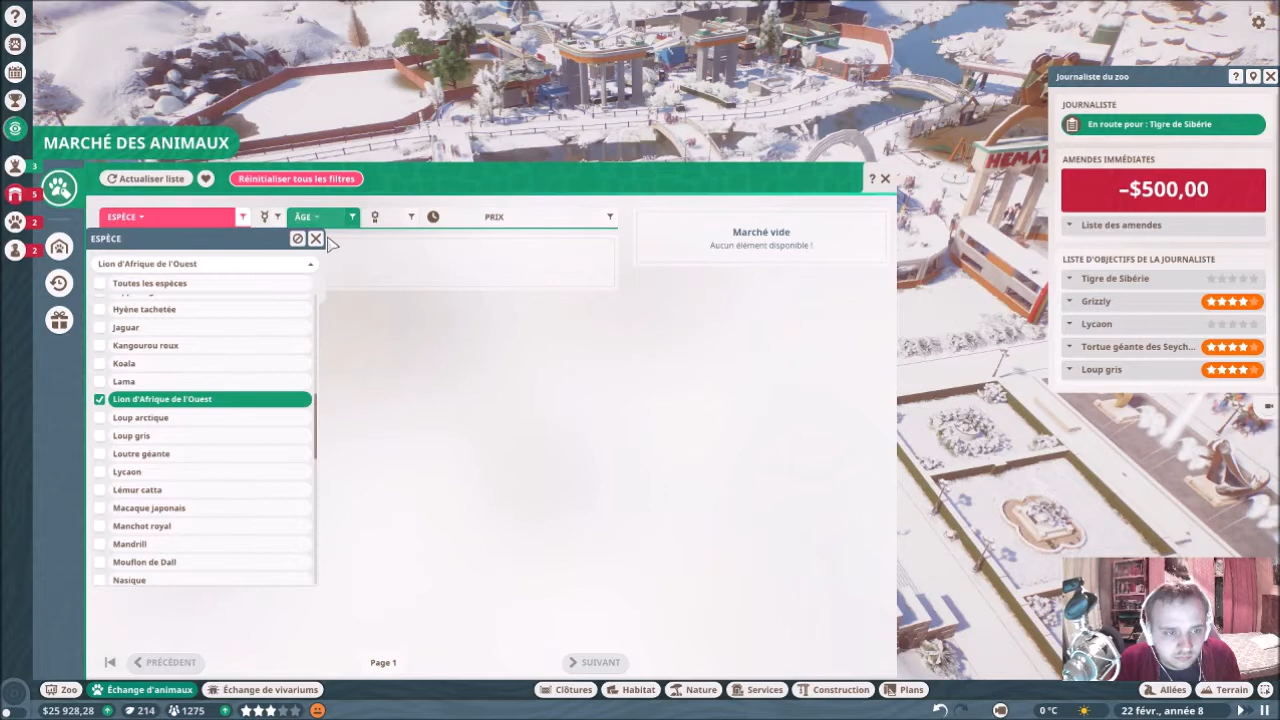 Journaliste du zoo
JOURNALISTE
En route pour : Tigre de Sibérie
AMENDES IMMÉDIATES
–$500,00
Liste des amendes
LISTE D'OBJECTIFS DE LA JOURNALISTE
Tigre de Sibérie
Grizzly
Lycaon
Tortue géante des Seych...
Loup gris
HEMAT
MARCHÉ DES ANIMAUX
3
5
2
2
Actualiser liste
Réinitialiser tous les filtres
?
ESPÈCE
ÂGE
PRIX
Marché vide
Aucun élément disponible !
ESPÈCE
Lion d'Afrique de l'Ouest
Toutes les espèces
Hyène tachetée
Jaguar
Kangourou roux
Koala
Lama
Lion d'Afrique de l'Ouest
Loup arctique
Loup gris
Loutre géante
Lycaon
Lémur catta
Macaque japonais
Manchot royal
Mandrill
Mouflon de Dall
Nasique
PRÉCÉDENT
Page 1
SUIVANT
Zoo
Échange d'animaux
Échange de vivariums
Clôtures
Habitat
Nature
Services
Construction
Plans
Allées
Terrain
$25 928,28
214
1275
0 °C
22 févr., année 8